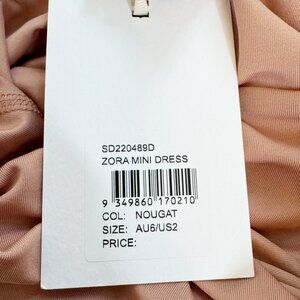 SD220489D
ZORA MINI DRESS
9 349860 170210
COL: NOUGAT
SIZE: AU6/US2
PRICE: